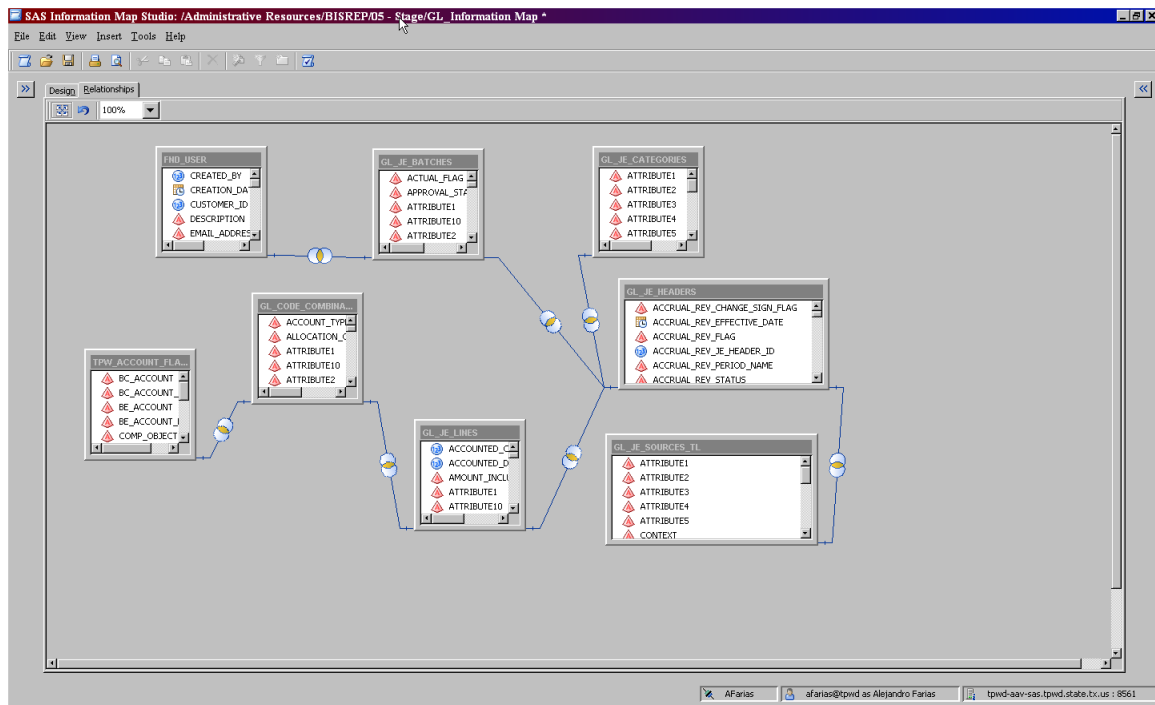 SAS Information Map Studio: /Administrative Resources/BISREP/05 - Stage/GL_Information Map *
File Edit View Insert Tools Help
Design Relationships
100%
FND_USER
CREATED_BY
CREATION_DA
CUSTOMER_ID
DESCRIPTION
EMAIL_ADDRES
GL_JE_BATCHES
ACTUAL_FLAG
APPROVAL_STA
ATTRIBUTE1
ATTRIBUTE10
ATTRIBUTE2
GL_JE_CATEGORIES
ATTRIBUTE1
ATTRIBUTE2
ATTRIBUTE3
ATTRIBUTE4
ATTRIBUTE5
GL_CODE_COMBINA...
ACCOUNT_TYPE
ALLOCATION_C
ATTRIBUTE1
ATTRIBUTE10
ATTRIBUTE2
GL_JE_HEADERS
ACCRUAL_REV_CHANGE_SIGN_FLAG
ACCRUAL_REV_EFFECTIVE_DATE
ACCRUAL_REV_FLAG
ACCRUAL_REV_JE_HEADER_ID
ACCRUAL_REV_PERIOD_NAME
ACCRUAL_REV_STATUS
TPW_ACCOUNT_FLA...
BC_ACCOUNT
BC_ACCOUNT_
BE_ACCOUNT
BE_ACCOUNT_I
COMP_OBJECT
GL_JE_LINES
ACCOUNTED_C
ACCOUNTED_D
AMOUNT_INCLU
ATTRIBUTE1
ATTRIBUTE10
GL_JE_SOURCES_TL
ATTRIBUTE1
ATTRIBUTE2
ATTRIBUTE3
ATTRIBUTE4
ATTRIBUTE5
CONTEXT
AFarias afarias@tpwd as Alejandro Farias tpwd-aav-sas.tpwd.state.tx.us : 8561